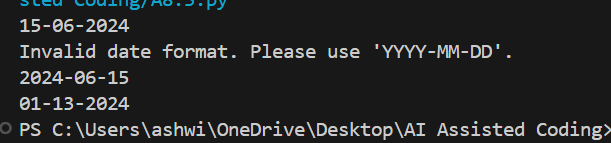 sted Coding/A8.5.py
15-06-2024
Invalid date format. Please use 'YYYY-MM-DD'.
2024-06-15
01-13-2024
PS C:\Users\ashwi\OneDrive\Desktop\AI Assisted Coding>